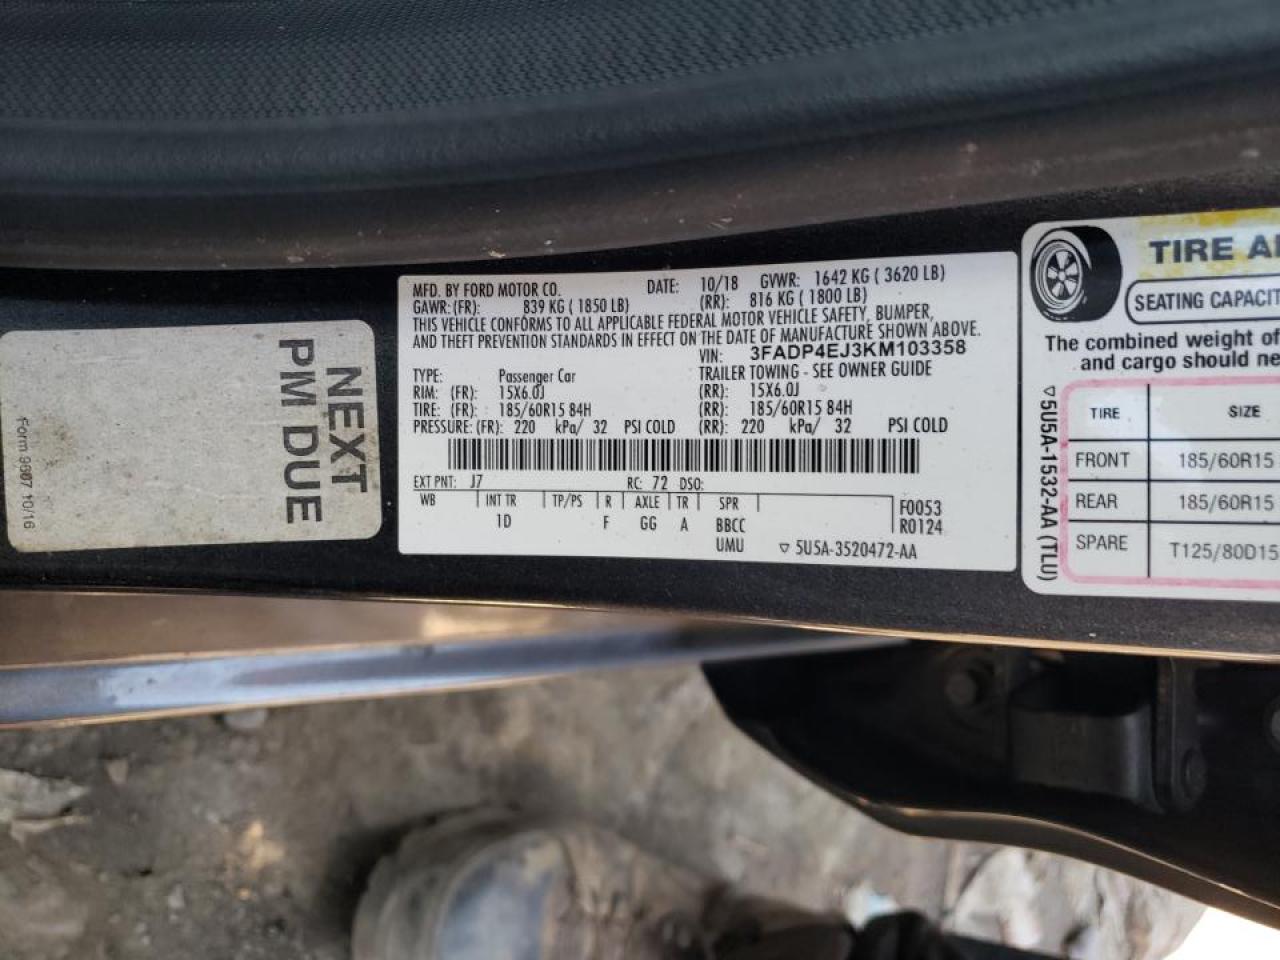 NEXT
PM DUE
Form 9607 10/16
MFD. BY FORD MOTOR CO. DATE: 10/18 GVWR: 1642 KG ( 3620 LB)
GAWR:(FR): 839 KG ( 1850 LB) (RR): 816 KG ( 1800 LB)
THIS VEHICLE CONFORMS TO ALL APPLICABLE FEDERAL MOTOR VEHICLE SAFETY, BUMPER,
AND THEFT PREVENTION STANDARDS IN EFFECT ON THE DATE OF MANUFACTURE SHOWN ABOVE.
VIN: 3FADP4EJ3KM103358
TYPE: Passenger Car TRAILER TOWING - SEE OWNER GUIDE
RIM: (FR): 15X6.0J (RR): 15X6.0J
TIRE: (FR): 185/60R15 84H (RR): 185/60R15 84H
PRESSURE:(FR): 220 kPa/ 32 PSI COLD (RR): 220 kPa/ 32 PSI COLD
EXT PNT: J7 RC: 72 DSO:
WB INT TR TP/PS R AXLE TR SPR F0053
1D F GG A BBCC R0124
UMU ▽ 5U5A-3520472-AA
TIRE
SEATING
The combined weight of
and cargo should
▽5U5A-1532-AA (TLU)
TIRE SIZE
FRONT 185/60R15
REAR 185/60R15
SPARE T125/80D15